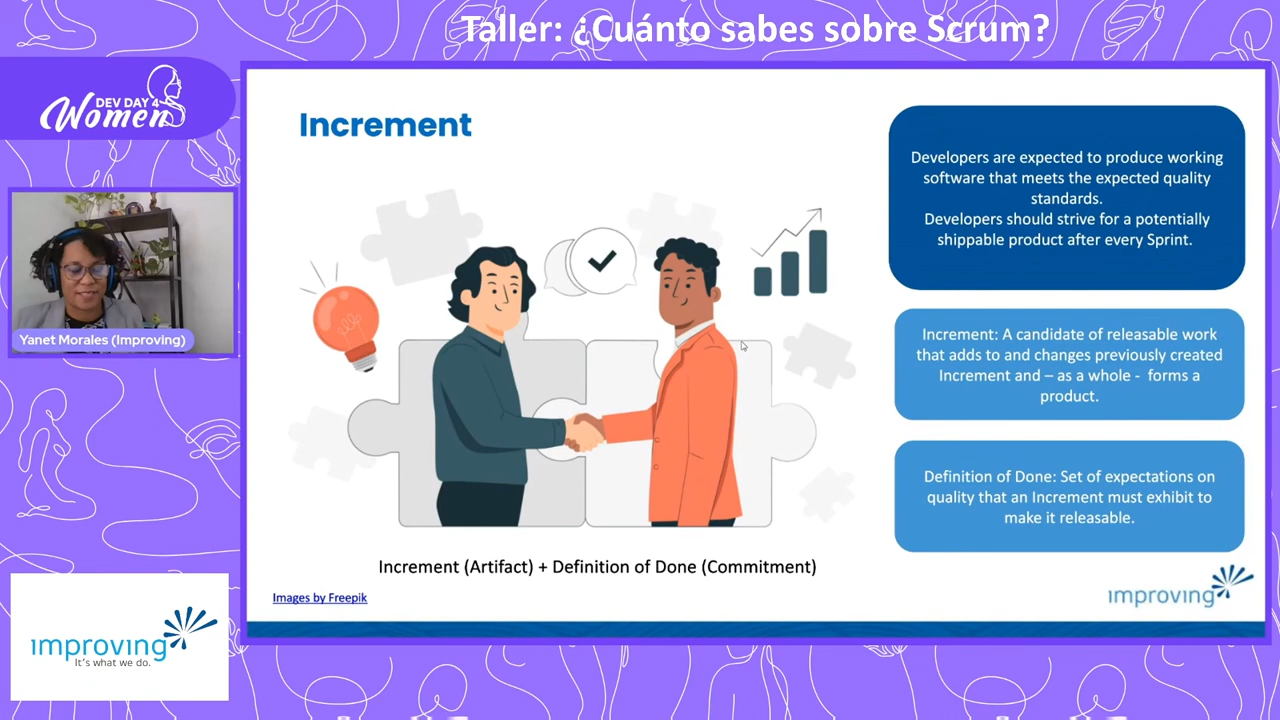 Taller: ¿Cuánto sabes sobre Scrum?
DEV DAY 4
Women
Yanet Morales (Improving)
improving
It's what we do.
Increment
Increment (Artifact) + Definition of Done (Commitment)
Images by Freepik
Developers are expected to produce working
software that meets the expected quality
standards.
Developers should strive for a potentially
shippable product after every Sprint.
Increment: A candidate of releasable work
that adds to and changes previously created
Increment and – as a whole - forms a
product.
Definition of Done: Set of expectations on
quality that an Increment must exhibit to
make it releasable.
improving